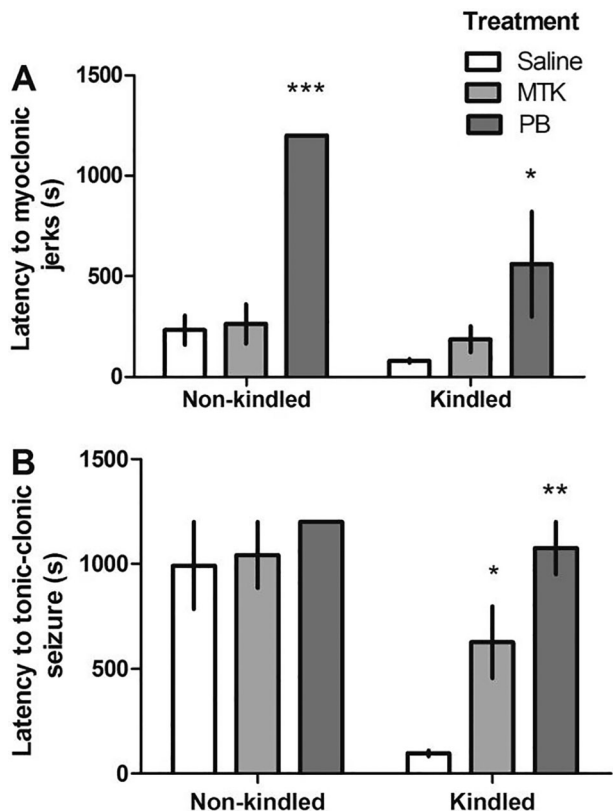 Treatment
Saline
MTK
PB
A
Latency to myoclonic
jerks (s)
1500
1000
500
0
***
*
Non-kindled
Kindled
B
Latency to tonic-clonic
seizure (s)
1500
1000
500
0
*
**
Non-kindled
Kindled